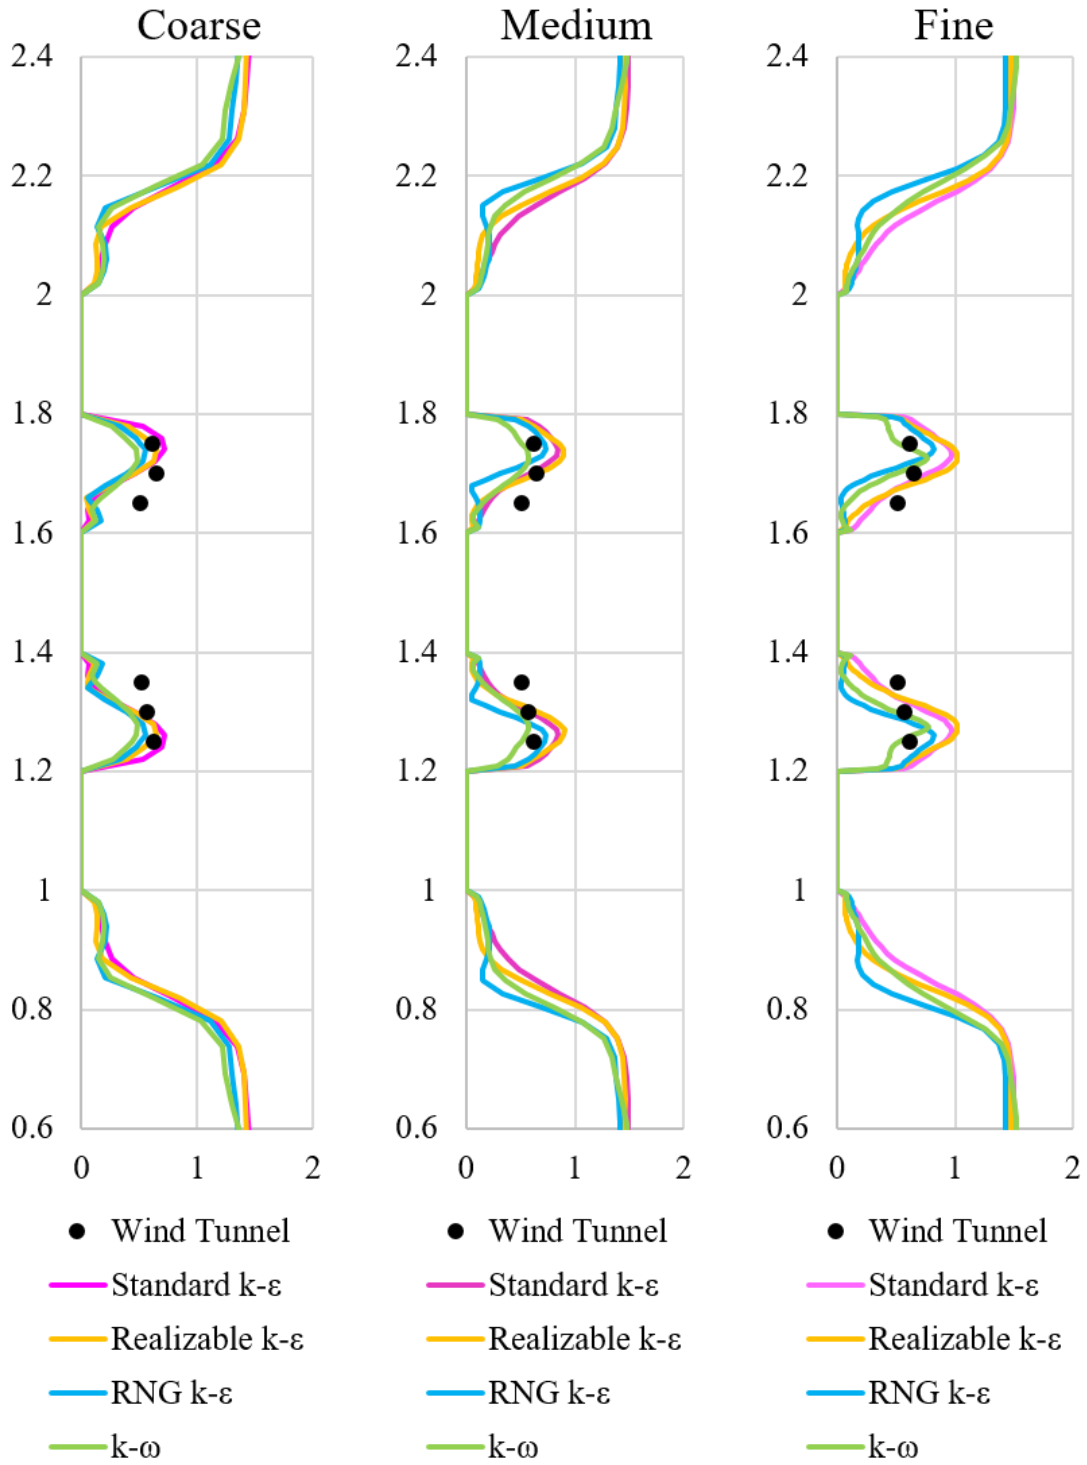 Coarse Medium Fine
2.4 2.4 2.4
2.2 2.2 2.2
2 2 2
1.8 1.8 1.8
1.6 1.6 1.6
1.4 1.4 1.4
1.2 1.2 1.2
1 1 1
0.8 0.8 0.8
0.6 0.6 0.6
0 1 2 0 1 2 0 1 2
Wind Tunnel Wind Tunnel Wind Tunnel
Standard k-ε Standard k-ε Standard k-ε
Realizable k-ε Realizable k-ε Realizable k-ε
RNG k-ε RNG k-ε RNG k-ε
k-ω k-ω k-ω